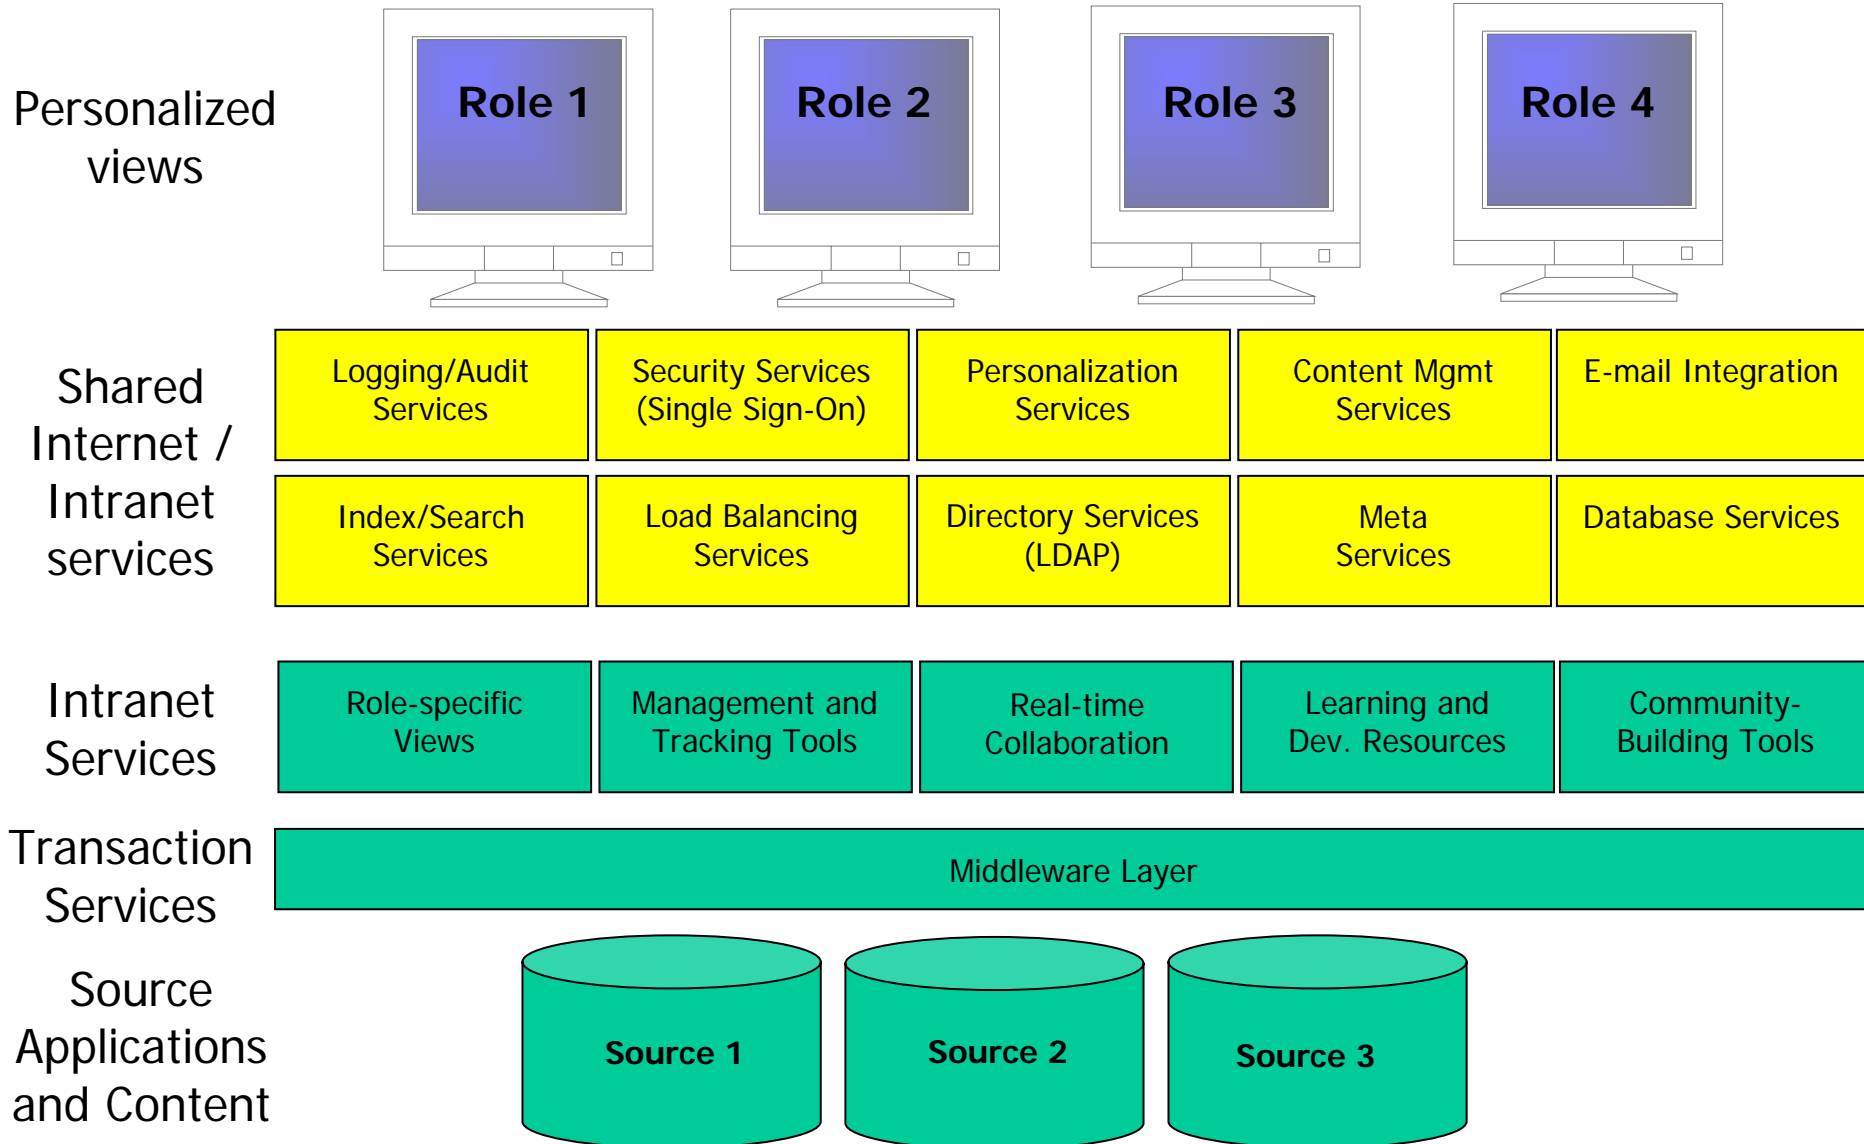 Personalized
views
Role 1
Role 2
Role 3
Role 4
Shared
Internet /
Intranet
services
Logging/Audit
Services
Security Services
(Single Sign-On)
Personalization
Services
Content Mgmt
Services
E-mail Integration
Index/Search
Services
Load Balancing
Services
Directory Services
(LDAP)
Meta
Services
Database Services
Intranet
Services
Role-specific
Views
Management and
Tracking Tools
Real-time
Collaboration
Learning and
Dev. Resources
Community-
Building Tools
Transaction
Services
Middleware Layer
Source
Applications
and Content
Source 1
Source 2
Source 3